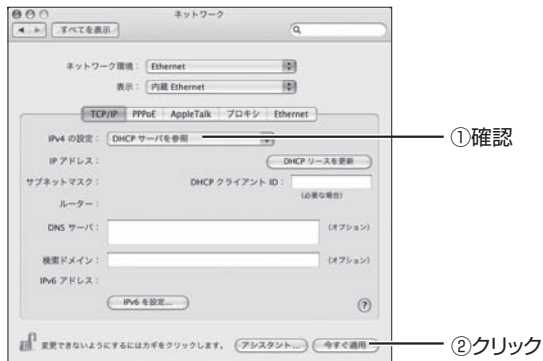 ネットワーク
すべてを表示
ネットワーク環境： Ethernet
表示： 内蔵 Ethernet
TCP/IP PPPoE AppleTalk プロキシ Ethernet
IPv4 の設定： DHCP サーバを参照
①確認
IP アドレス： DHCP リースを更新
サブネットマスク： DHCP クライアント ID：
ルーター： (必要な場合)
DNS サーバ： (オプション)
検索ドメイン： (オプション)
IPv6 アドレス：
IPv6 を設定... ?
変更できないようにするにはカギをクリックします。 アシスタント... 今すぐ適用
②クリック